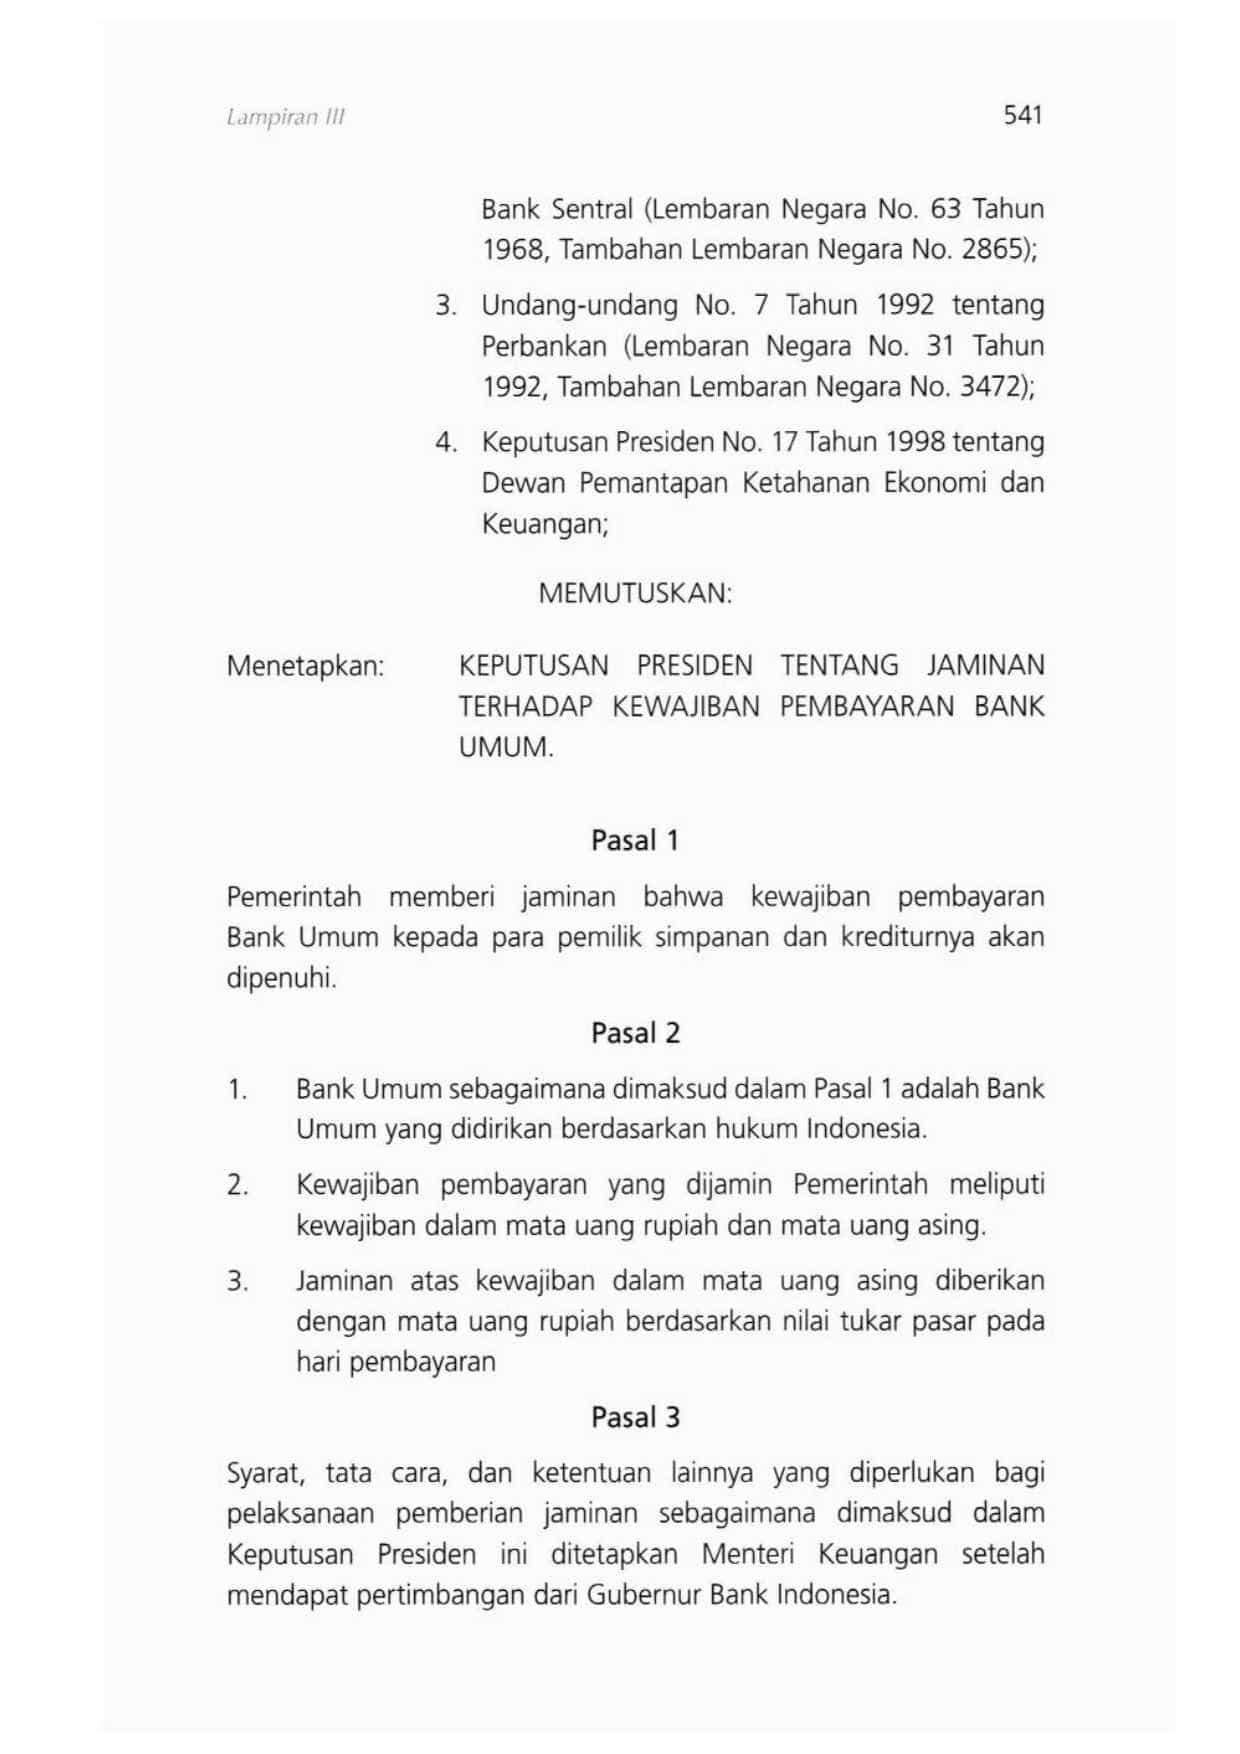 Lampiran III 541
Bank Sentral (Lembaran Negara No. 63 Tahun
1968, Tambahan Lembaran Negara No. 2865);
3. Undang-undang No. 7 Tahun 1992 tentang
Perbankan (Lembaran Negara No. 31 Tahun
1992, Tambahan Lembaran Negara No. 3472);
4. Keputusan Presiden No. 17 Tahun 1998 tentang
Dewan Pemantapan Ketahanan Ekonomi dan
Keuangan;
MEMUTUSKAN:
Menetapkan: KEPUTUSAN PRESIDEN TENTANG JAMINAN
TERHADAP KEWAJIBAN PEMBAYARAN BANK
UMUM.
Pasal 1
Pemerintah memberi jaminan bahwa kewajiban pembayaran
Bank Umum kepada para pemilik simpanan dan krediturnya akan
dipenuhi.
Pasal 2
1. Bank Umum sebagaimana dimaksud dalam Pasal 1 adalah Bank
Umum yang didirikan berdasarkan hukum Indonesia.
2. Kewajiban pembayaran yang dijamin Pemerintah meliputi
kewajiban dalam mata uang rupiah dan mata uang asing.
3. Jaminan atas kewajiban dalam mata uang asing diberikan
dengan mata uang rupiah berdasarkan nilai tukar pasar pada
hari pembayaran
Pasal 3
Syarat, tata cara, dan ketentuan lainnya yang diperlukan bagi
pelaksanaan pemberian jaminan sebagaimana dimaksud dalam
Keputusan Presiden ini ditetapkan Menteri Keuangan setelah
mendapat pertimbangan dari Gubernur Bank Indonesia.